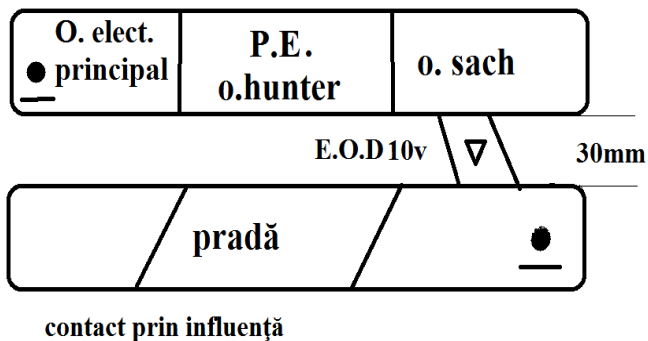 O. elect.
principal
P.E.
o.hunter
o. sach
E.O.D 10v
30mm
pradă
contact prin influenţă